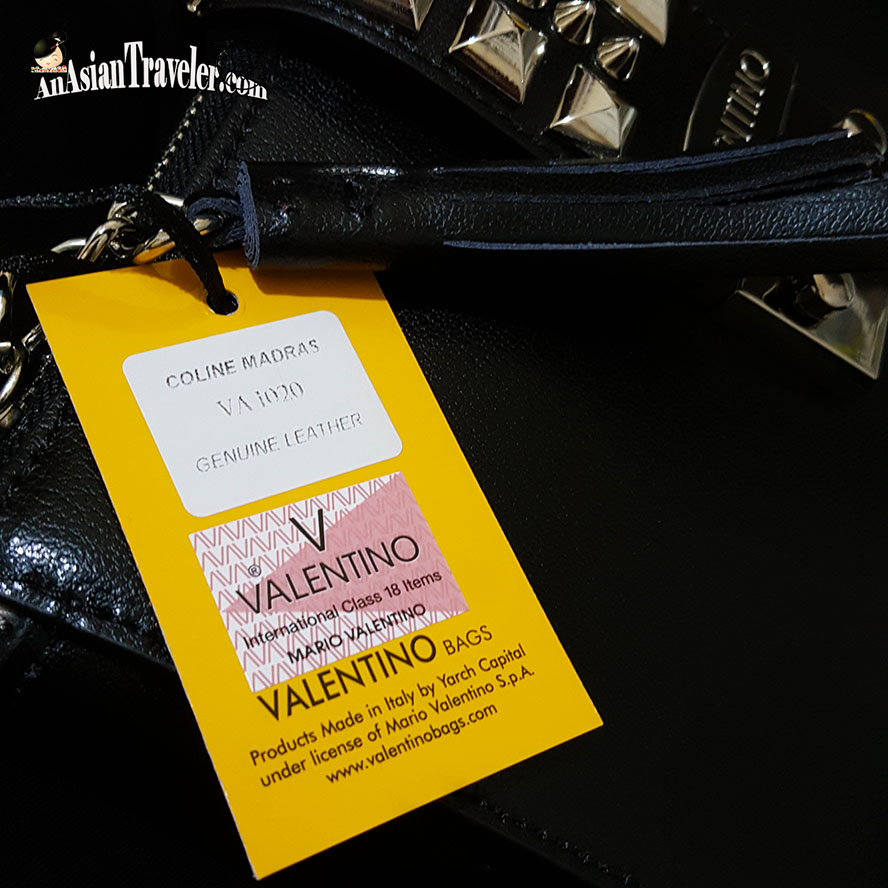 AnAsianTraveler.com
NTINO
COLINE MADRAS
VA 1020
GENUINE LEATHER
V
® VALENTINO
International Class 18 Items
MARIO VALENTINO
VALENTINO BAGS
Products Made in Italy by Yarch Capital
under license of Mario Valentino S.p.A.
www.valentinobags.com